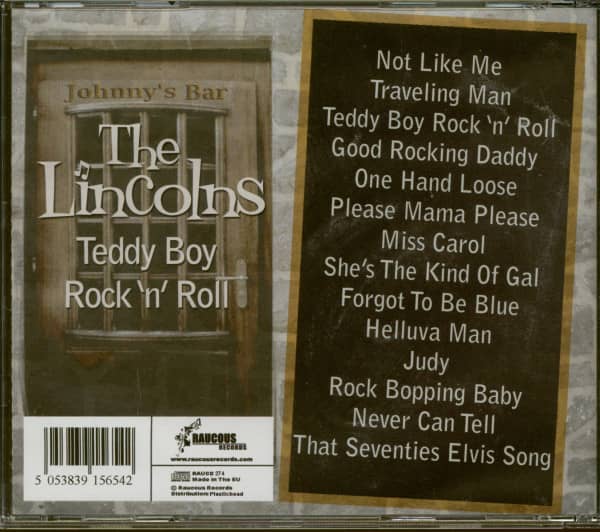 Johnny's Bar
The
Lincolns
Teddy Boy
Rock 'n' Roll
5 053839 156542
RAUCOUS
RECORDS
www.raucousrecords.com
RAUCD 274
Made in The EU
© Raucous Records
Distribution: Plastichead
Not Like Me
Traveling Man
Teddy Boy Rock 'n' Roll
Good Rocking Daddy
One Hand Loose
Please Mama Please
Miss Carol
She's The Kind Of Gal
Forgot To Be Blue
Helluva Man
Judy
Rock Bopping Baby
Never Can Tell
That Seventies Elvis Song